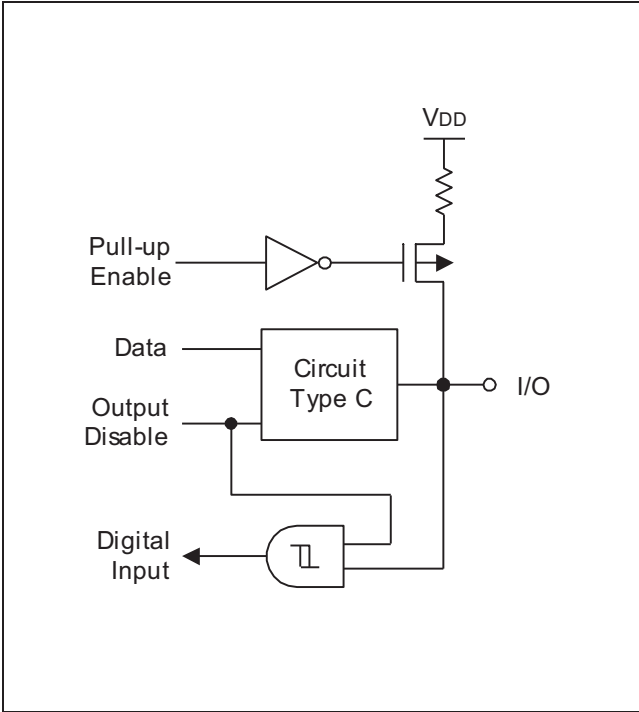 VDD
Pull-up
Enable
Data
Circuit
Type C
I/O
Output
Disable
Digital
Input